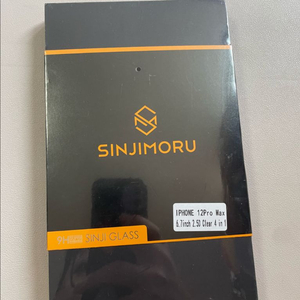 SINJIMORU
IPHONE 12Pro Max
6.7inch 2.5D Clear 4 in 1
SINJI GLASS